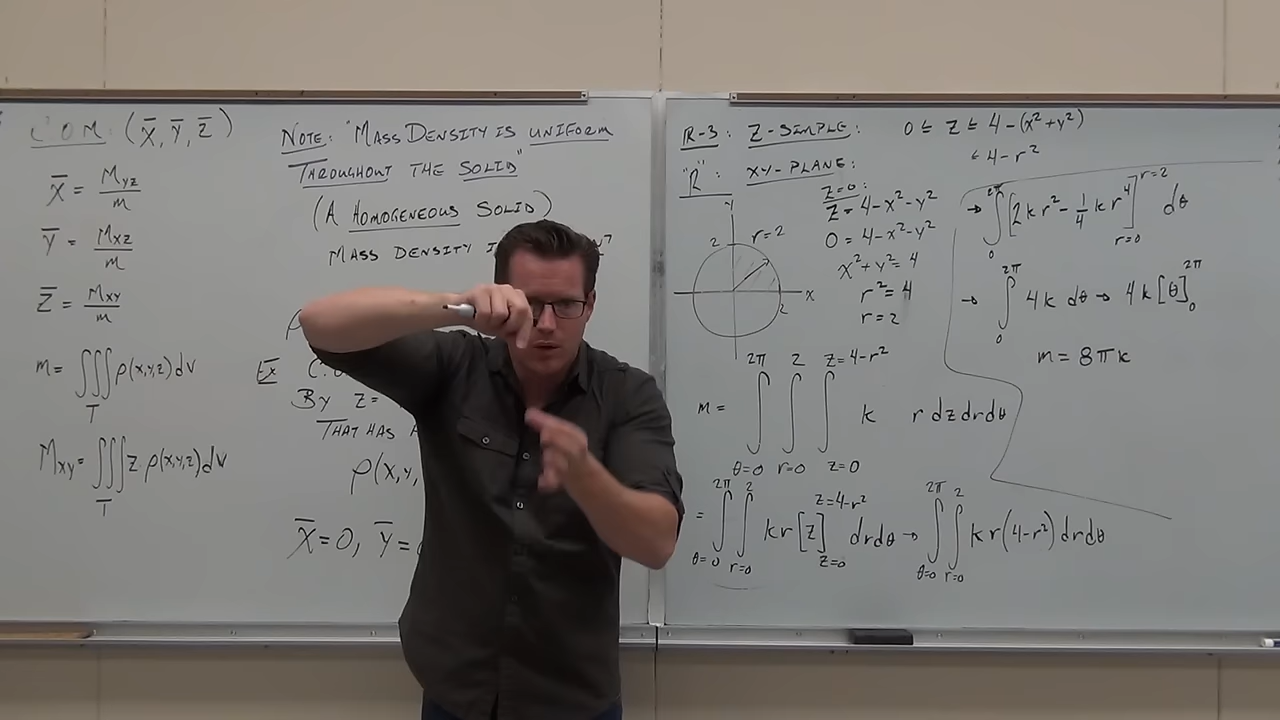 C.O.M. (X̄, Ȳ, Z̄)
X̄ = Myz/m
Ȳ = Mxz/m
Z̄ = Mxy/m
m = ∭ ρ(x,y,z)dv
T
Mxy = ∭ z ρ(x,y,z)dv
T
NOTE: "MASS DENSITY IS UNIFORM
THROUGHOUT THE SOLID"
(A HOMOGENEOUS SOLID)
MASS DENSITY
ρ
EX
BY Z =
THAT HAS
ρ(x,y,
X̄=0, Ȳ=
R-3: Z-SIMPLE: 0 ≤ z ≤ 4-(x²+y²)
≤ 4-r²
"R" XY-PLANE:
z=0:
z=4-x²-y²
0=4-x²-y²
x²+y²=4
r²=4
r=2
Y
2
r=2
X
2
m = ∫_{θ=0}^{2π} ∫_{r=0}^{2} ∫_{z=0}^{z=4-r²} k r dz dr dθ
= ∫_{θ=0}^{2π} ∫_{r=0}^{2} kr[z]_{z=0}^{z=4-r²} dr dθ → ∫_{θ=0}^{2π} ∫_{r=0}^{2} kr(4-r²) dr dθ
→ ∫_{0}^{2π} [2kr² - 1/4 kr⁴]_{r=0}^{r=2} dθ
→ ∫_{0}^{2π} 4k dθ → 4k[θ]_{0}^{2π}
m = 8πk